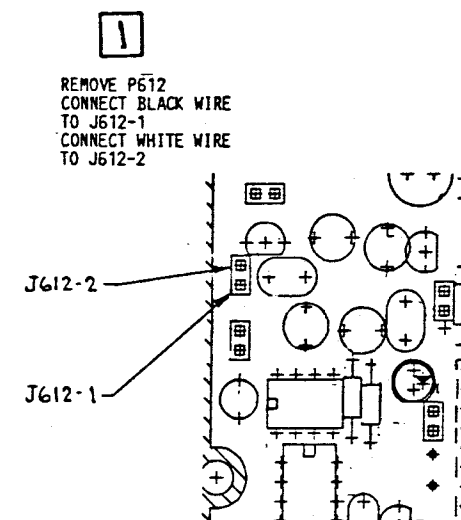 1
REMOVE P612
CONNECT BLACK WIRE
TO J612-1
CONNECT WHITE WIRE
TO J612-2
J612-2
J612-1